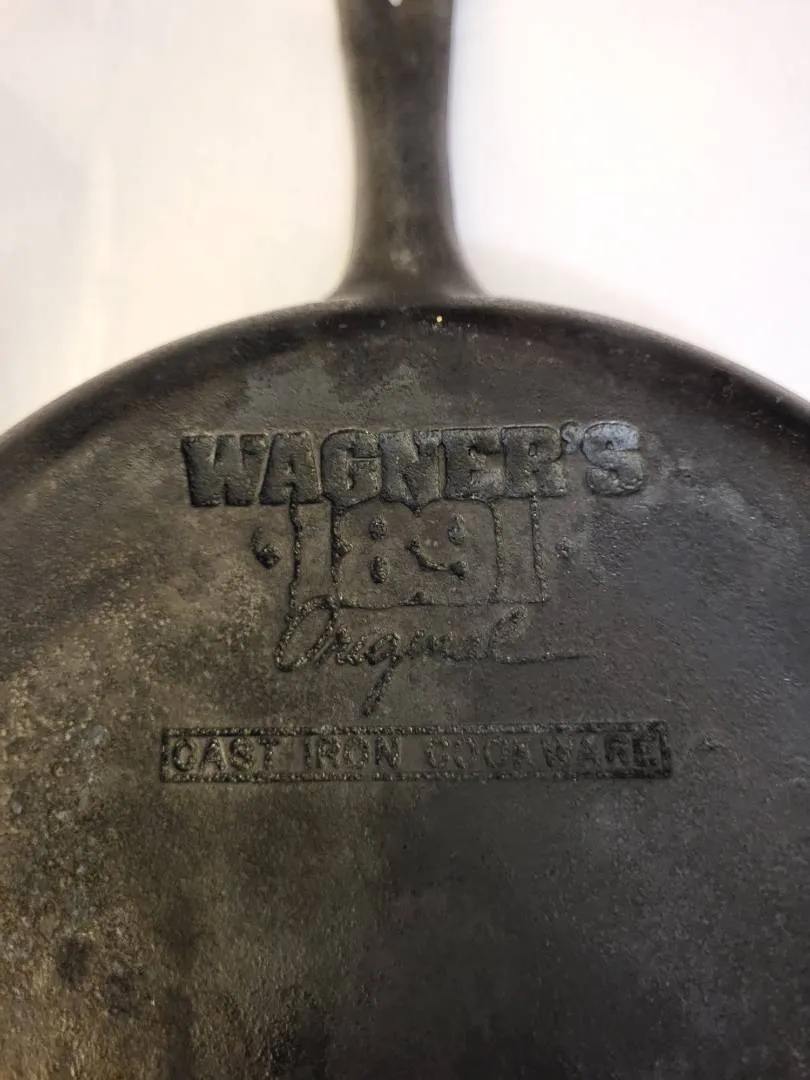 WAGNER'S
1891
Original
CAST IRON COOKWARE